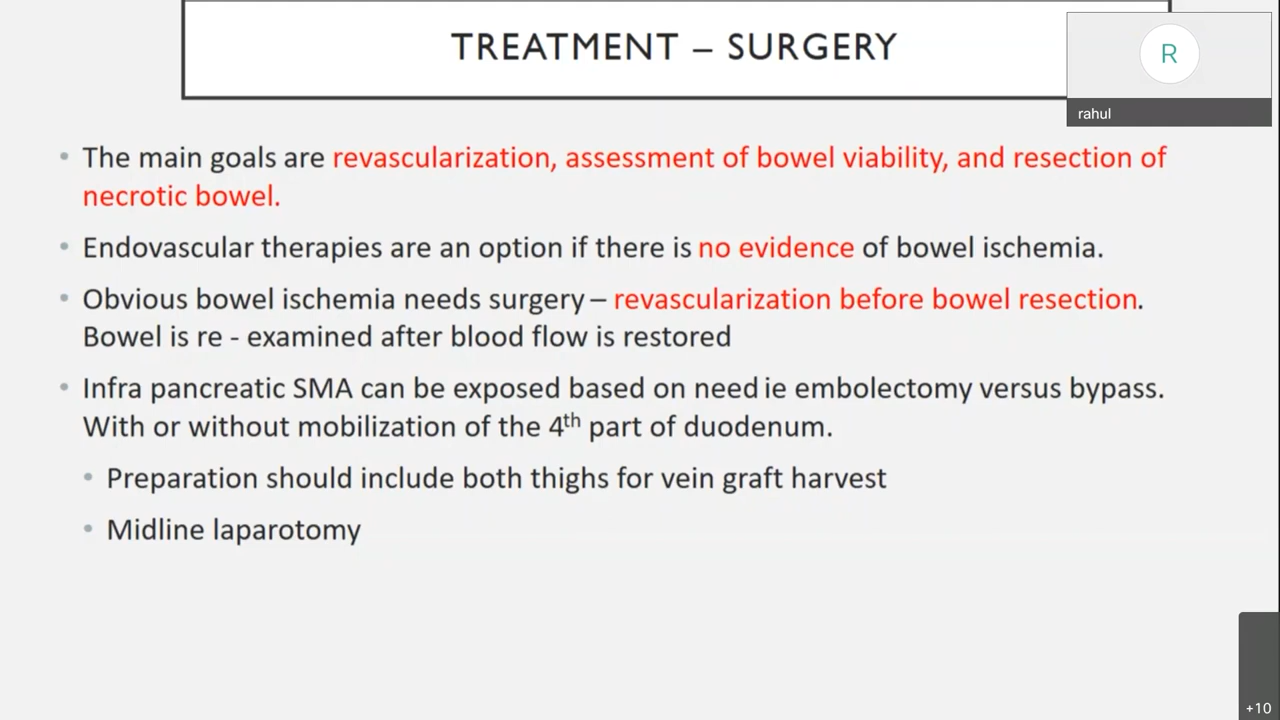 TREATMENT – SURGERY
R
rahul
• The main goals are revascularization, assessment of bowel viability, and resection of
necrotic bowel.
• Endovascular therapies are an option if there is no evidence of bowel ischemia.
• Obvious bowel ischemia needs surgery – revascularization before bowel resection.
Bowel is re - examined after blood flow is restored
• Infra pancreatic SMA can be exposed based on need ie embolectomy versus bypass.
With or without mobilization of the 4th part of duodenum.
• Preparation should include both thighs for vein graft harvest
• Midline laparotomy
+10